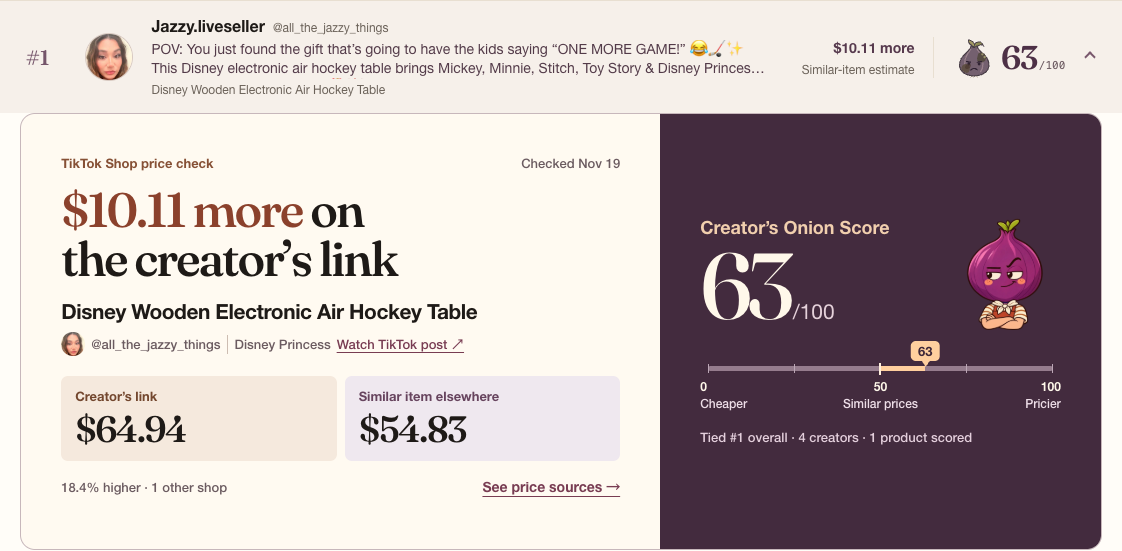 #1
Jazzy.liveseller @all_the_jazzy_things
POV: You just found the gift that’s going to have the kids saying “ONE MORE GAME!” 😂🏒✨
This Disney electronic air hockey table brings Mickey, Minnie, Stitch, Toy Story & Disney Princes…
Disney Wooden Electronic Air Hockey Table
$10.11 more
Similar-item estimate
63/100
TikTok Shop price check
Checked Nov 19
$10.11 more on
the creator’s link
Disney Wooden Electronic Air Hockey Table
@all_the_jazzy_things | Disney Princess Watch TikTok post ↗
Creator’s link
$64.94
Similar item elsewhere
$54.83
18.4% higher · 1 other shop
See price sources →
Creator’s Onion Score
63/100
63
0
50
100
Cheaper
Similar prices
Pricier
Tied #1 overall · 4 creators · 1 product scored